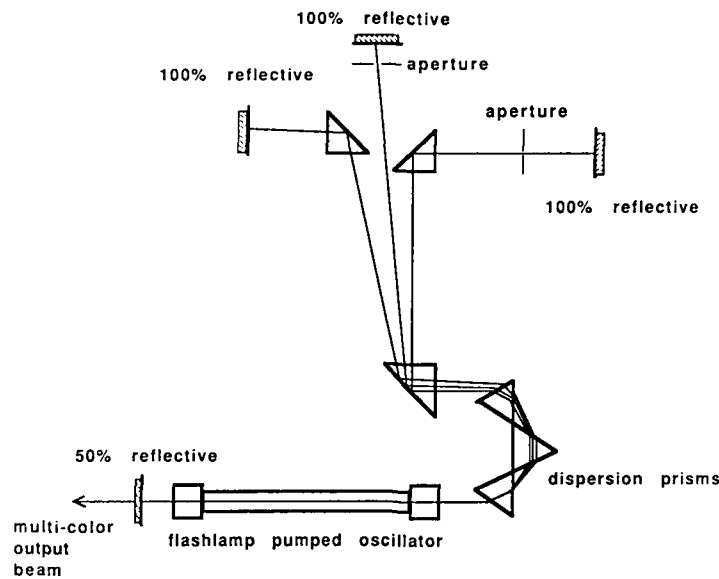 100% reflective
100% reflective
aperture
aperture
100% reflective
50% reflective
dispersion prisms
multi-color
output
beam
flashlamp pumped oscillator